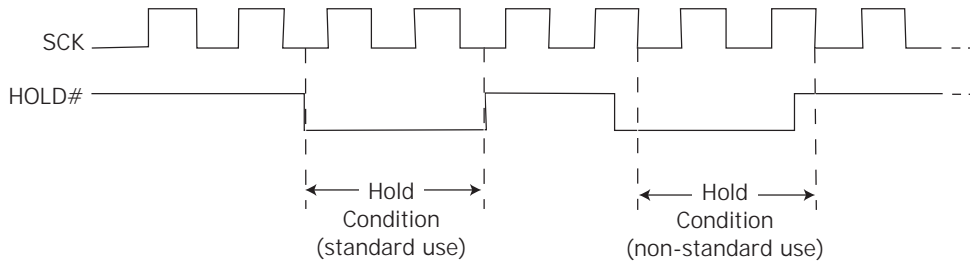 SCK
HOLD#
Hold
Condition
(standard use)
Hold
Condition
(non-standard use)